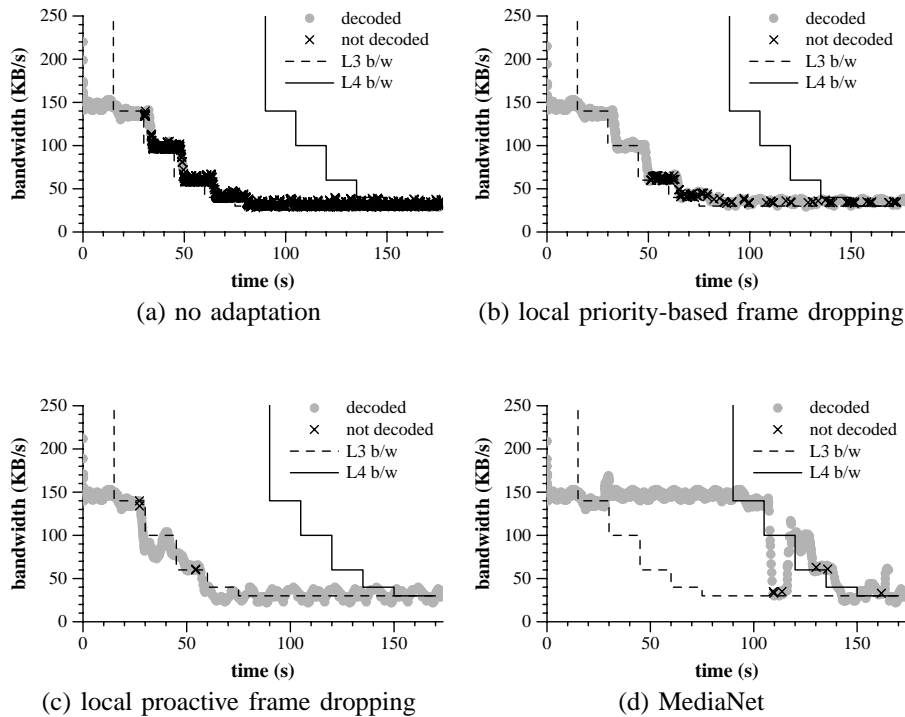 250
200
150
100
50
0
bandwidth (KB/s)
decoded
not decoded
L3 b/w
L4 b/w
0 50 100 150
time (s)
(a) no adaptation
250
200
150
100
50
0
bandwidth (KB/s)
decoded
not decoded
L3 b/w
L4 b/w
0 50 100 150
time (s)
(b) local priority-based frame dropping
250
200
150
100
50
0
bandwidth (KB/s)
decoded
not decoded
L3 b/w
L4 b/w
0 50 100 150
time (s)
(c) local proactive frame dropping
250
200
150
100
50
0
bandwidth (KB/s)
decoded
not decoded
L3 b/w
L4 b/w
0 50 100 150
time (s)
(d) MediaNet